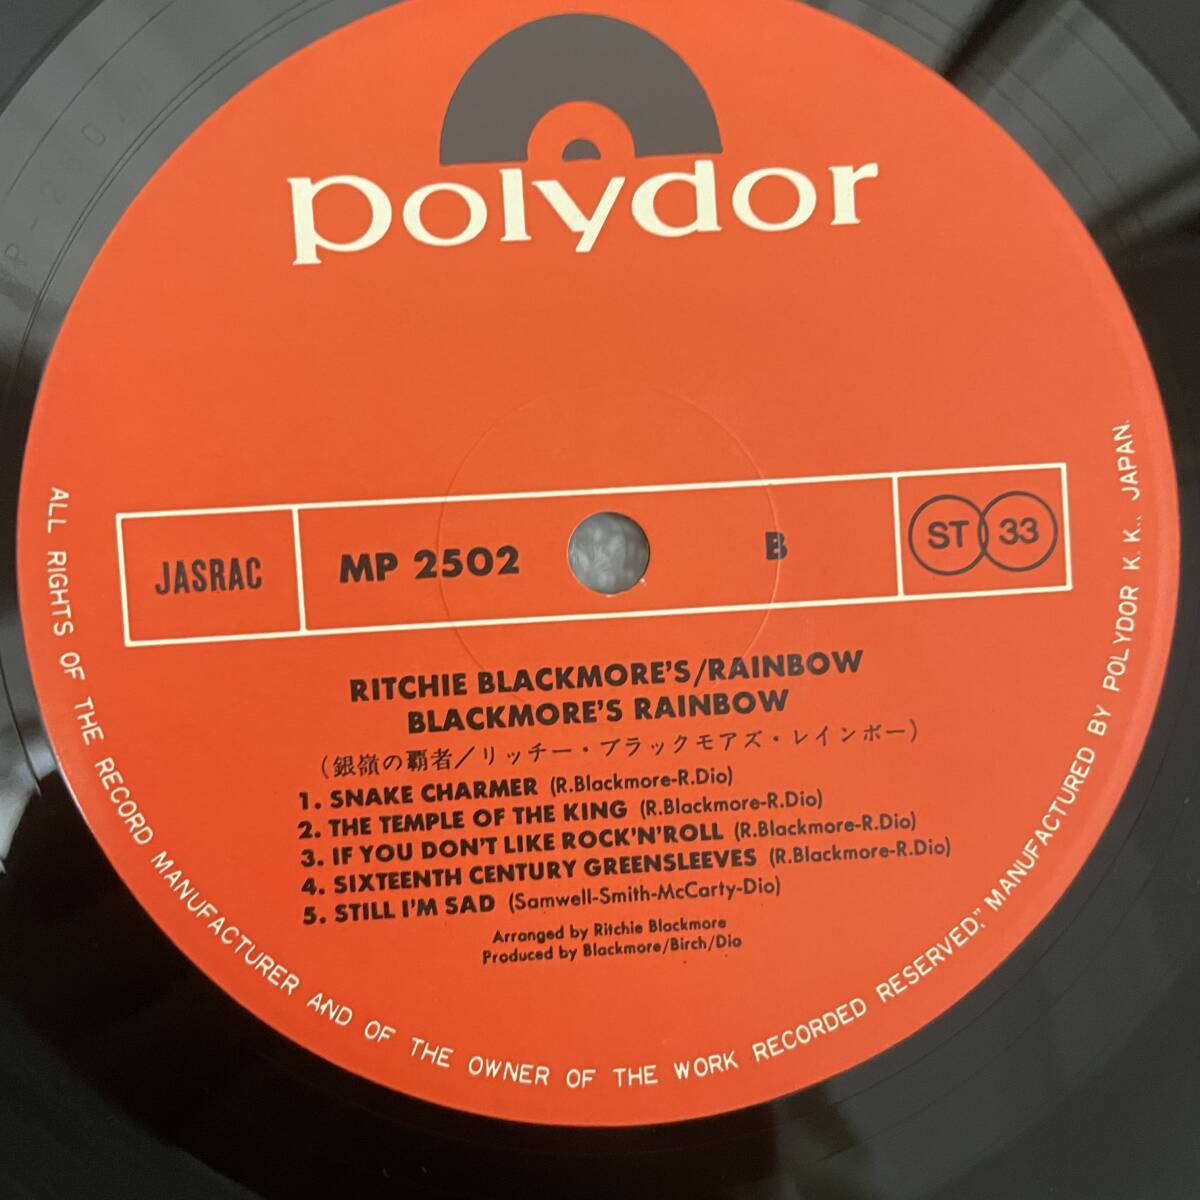 polydor
JASRAC
MP 2502
B
ST 33
RITCHIE BLACKMORE'S/RAINBOW
BLACKMORE'S RAINBOW
(銀嶺の覇者/リッチー・ブラックモアズ・レインボー)
1. SNAKE CHARMER (R.Blackmore-R.Dio)
2. THE TEMPLE OF THE KING (R.Blackmore-R.Dio)
3. IF YOU DON'T LIKE ROCK'N'ROLL (R.Blackmore-R.Dio)
4. SIXTEENTH CENTURY GREENSLEEVES (R.Blackmore-R.Dio)
5. STILL I'M SAD (Samwell-Smith-McCarty-Dio)
Arranged by Ritchie Blackmore
Produced by Blackmore/Birch/Dio
ALL RIGHTS OF THE RECORD MANUFACTURER AND OF THE OWNER OF THE WORK RECORDED RESERVED," MANUFACTURED BY POLYDOR K. K., JAPAN.